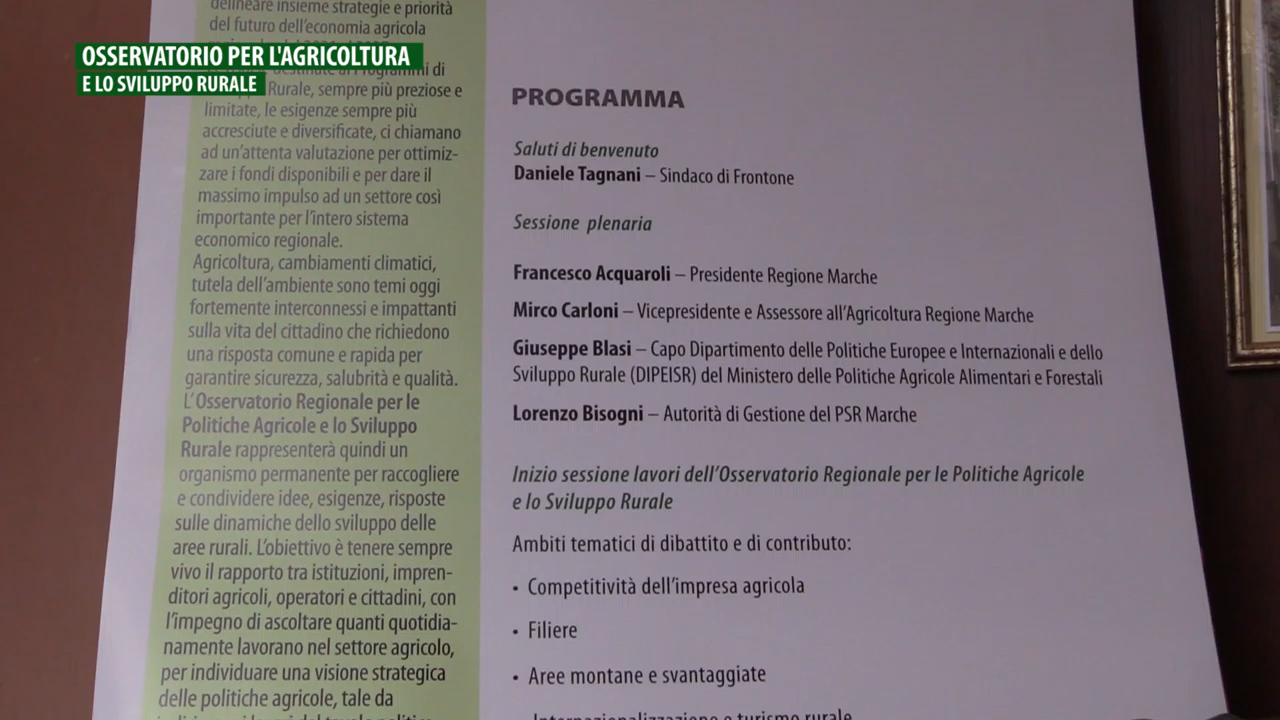 OSSERVATORIO PER L'AGRICOLTURA
E LO SVILUPPO RURALE
delineare insieme strategie e priorità
del futuro dell'economia agricola
di
Rurale, sempre più preziose e
limitate, le esigenze sempre più
accresciute e diversificate, ci chiamano
ad un'attenta valutazione per ottimiz-
zare i fondi disponibili e per dare il
massimo impulso ad un settore così
importante per l'intero sistema
economico regionale.
Agricoltura, cambiamenti climatici,
tutela dell'ambiente sono temi oggi
fortemente interconnessi e impattanti
sulla vita del cittadino che richiedono
una risposta comune e rapida per
garantire sicurezza, salubrità e qualità.
L'Osservatorio Regionale per le
Politiche Agricole e lo Sviluppo
Rurale rappresenterà quindi un
organismo permanente per raccogliere
e condividere idee, esigenze, risposte
sulle dinamiche dello sviluppo delle
aree rurali. L'obiettivo è tenere sempre
vivo il rapporto tra istituzioni, impren-
ditori agricoli, operatori e cittadini, con
l'impegno di ascoltare quanti quotidia-
namente lavorano nel settore agricolo,
per individuare una visione strategica
delle politiche agricole, tale da
PROGRAMMA
Saluti di benvenuto
Daniele Tagnani – Sindaco di Frontone
Sessione plenaria
Francesco Acquaroli – Presidente Regione Marche
Mirco Carloni – Vicepresidente e Assessore all'Agricoltura Regione Marche
Giuseppe Blasi – Capo Dipartimento delle Politiche Europee e Internazionali e dello
Sviluppo Rurale (DIPEISR) del Ministero delle Politiche Agricole Alimentari e Forestali
Lorenzo Bisogni – Autorità di Gestione del PSR Marche
Inizio sessione lavori dell'Osservatorio Regionale per le Politiche Agricole
e lo Sviluppo Rurale
Ambiti tematici di dibattito e di contributo:
• Competitività dell'impresa agricola
• Filiere
• Aree montane e svantaggiate
Internazionalizzazione e turismo rurale